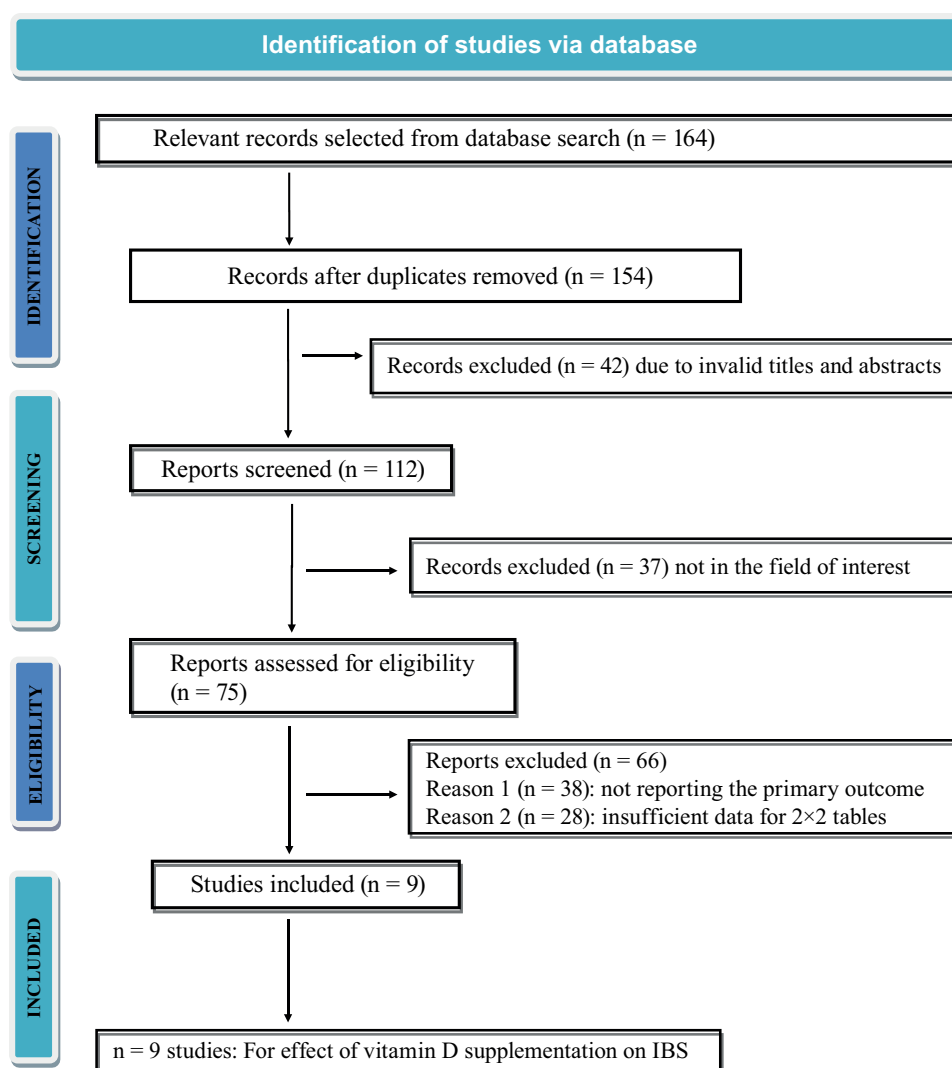 Identification of studies via database
IDENTIFICATION
Relevant records selected from database search (n = 164)
Records after duplicates removed (n = 154)
Records excluded (n = 42) due to invalid titles and abstracts
SCREENING
Reports screened (n = 112)
Records excluded (n = 37) not in the field of interest
ELIGIBILITY
Reports assessed for eligibility
(n = 75)
Reports excluded (n = 66)
Reason 1 (n = 38): not reporting the primary outcome
Reason 2 (n = 28): insufficient data for 2×2 tables
INCLUDED
Studies included (n = 9)
n = 9 studies: For effect of vitamin D supplementation on IBS